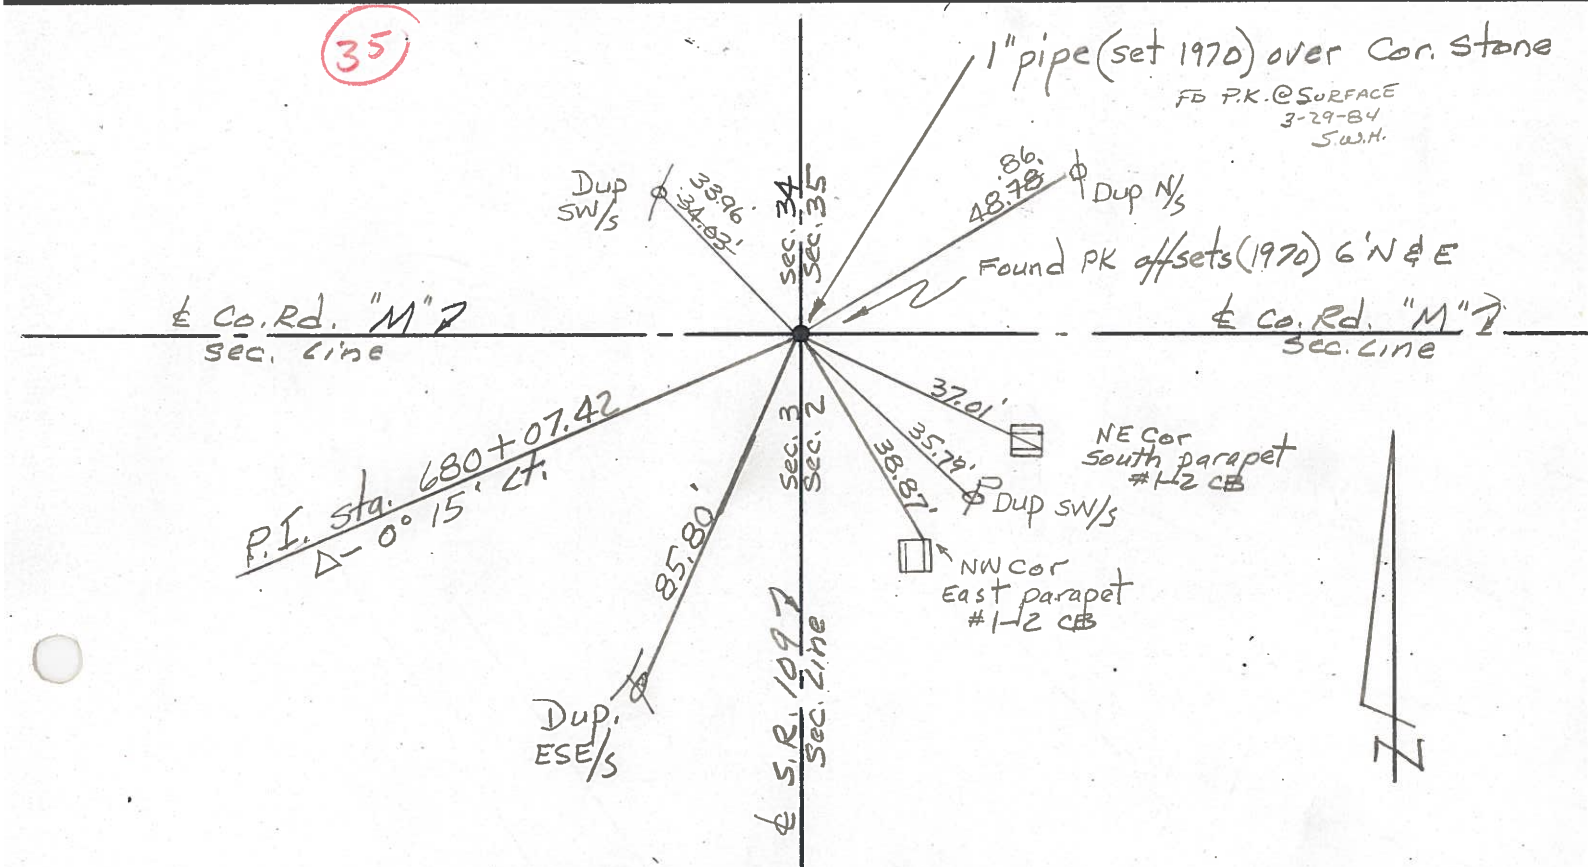 35
1" pipe (set 1970) over Cor. Stone
FD P.K. @ SURFACE
3-29-84
S.W.H.
Dup
SW/s
33.96
34.03'
sec. 34
sec. 35
.86
48.78
Dup N/s
Found PK offsets (1970) 6' N & E
℄ Co. Rd. "M"
Sec. Line
℄ Co. Rd. "M"
Sec. Line
P.I. sta. 680+07.42
Δ - 0° 15' Lt.
85.80'
Sec. 3
Sec. 2
37.01'
35.79'
38.87'
NE Cor
South parapet
#1-2 CB
Dup SW/s
NW Cor
East parapet
#1-2 CB
Dup.
ESE/s
℄ S.R. 109
Sec. Line
N